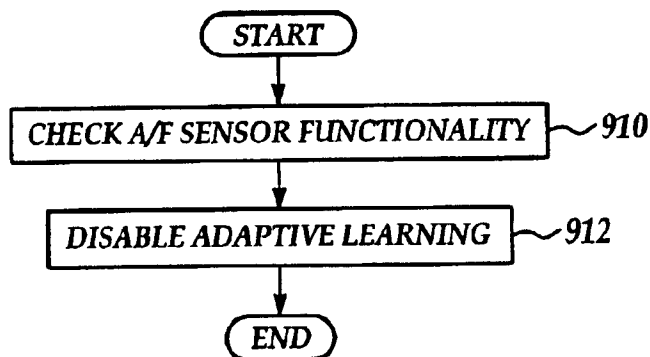 START
CHECK A/F SENSOR FUNCTIONALITY
910
DISABLE ADAPTIVE LEARNING
912
END